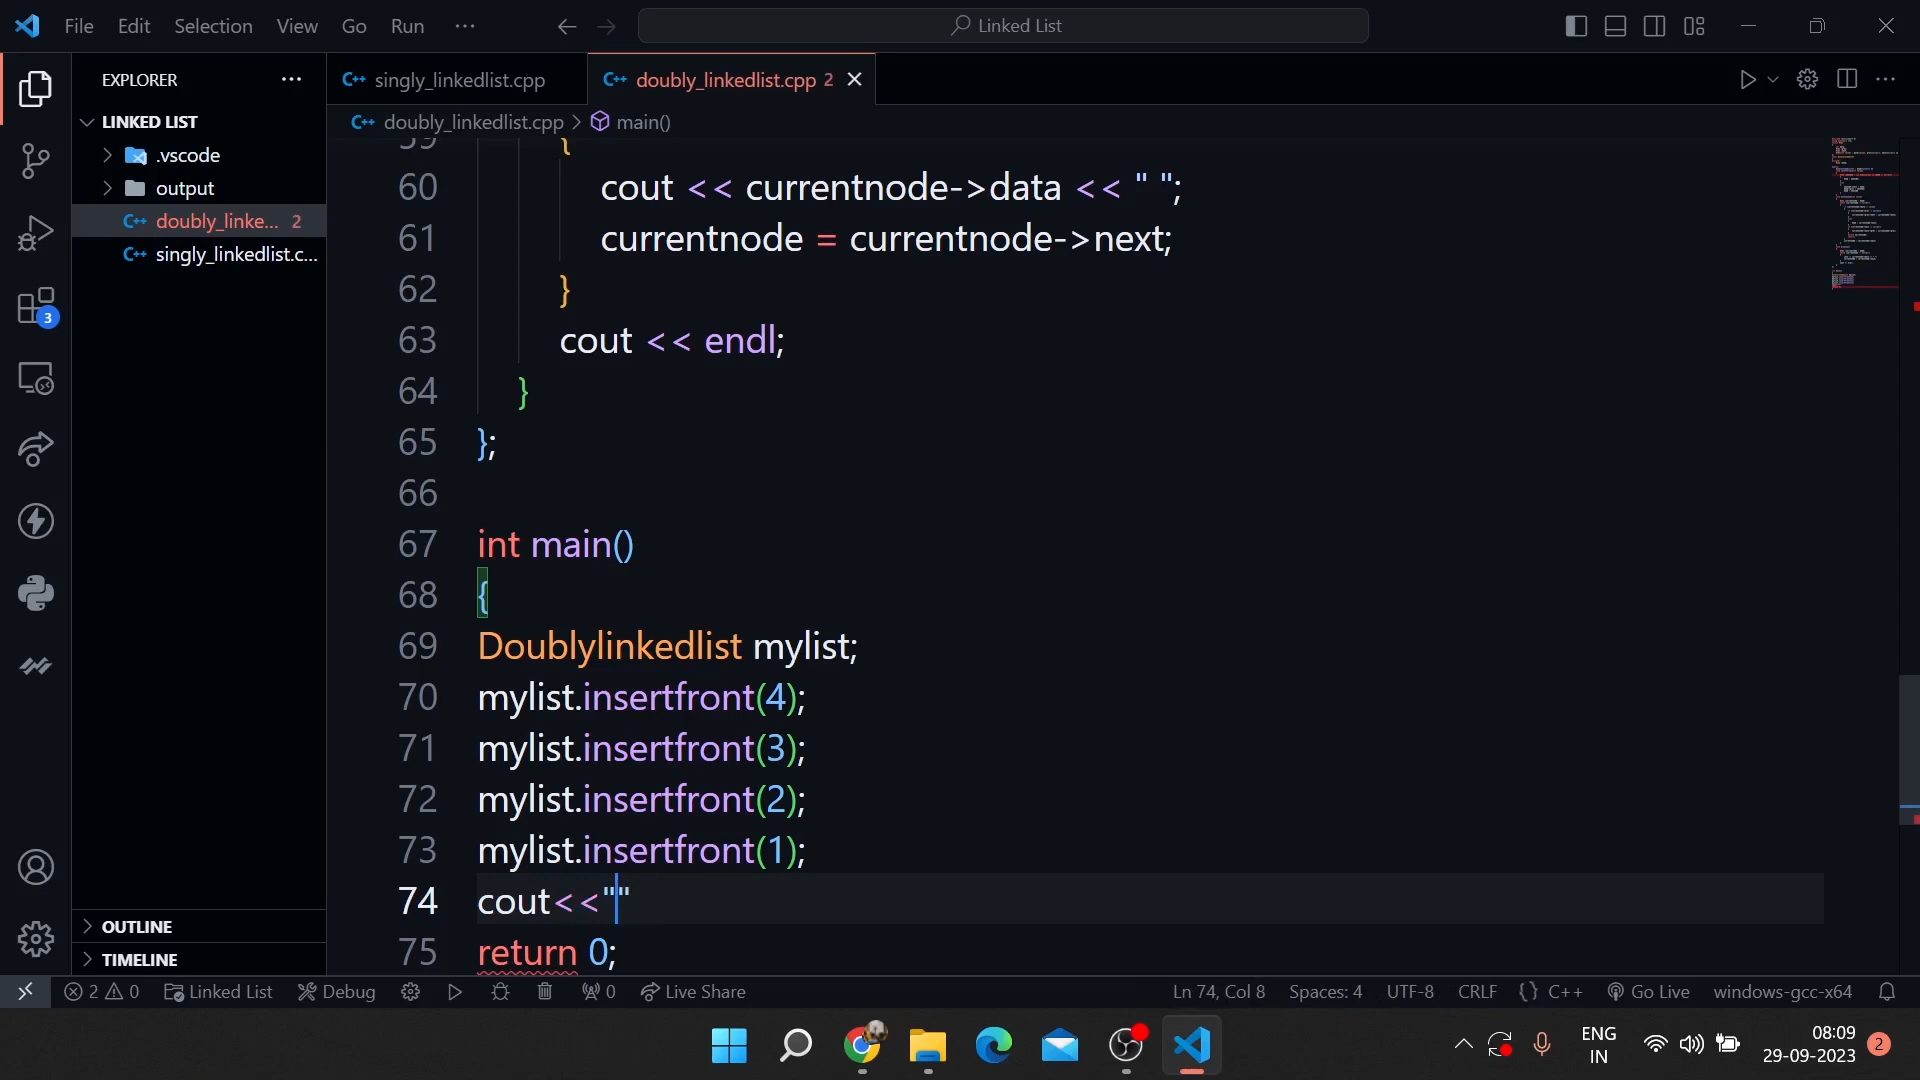 File Edit Selection View Go Run ··· Linked List
EXPLORER ···
C++ singly_linkedlist.cpp C++ doubly_linkedlist.cpp 2
LINKED LIST
C++ doubly_linkedlist.cpp > main()
.vscode
output
C++ doubly_linke... 2
C++ singly_linkedlist.c...
3
59 {
60 cout << currentnode->data << " ";
61 currentnode = currentnode->next;
62 }
63 cout << endl;
64 }
65 };
66
67 int main()
68 {
69 Doublylinkedlist mylist;
70 mylist.insertfront(4);
71 mylist.insertfront(3);
72 mylist.insertfront(2);
73 mylist.insertfront(1);
74 cout<<""
75 return 0;
OUTLINE
TIMELINE
2 0 Linked List Debug 0 Live Share Ln 74, Col 8 Spaces: 4 UTF-8 CRLF {} C++ Go Live windows-gcc-x64
ENG
IN
08:09
29-09-2023
2